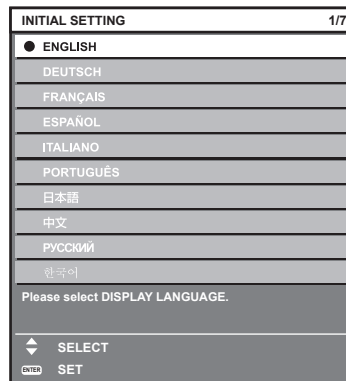 INITIAL SETTING 1/7
ENGLISH
DEUTSCH
FRANÇAIS
ESPAÑOL
ITALIANO
PORTUGUÊS
日本語
中文
РУССКИЙ
한국어
Please select DISPLAY LANGUAGE.
SELECT
ENTER SET